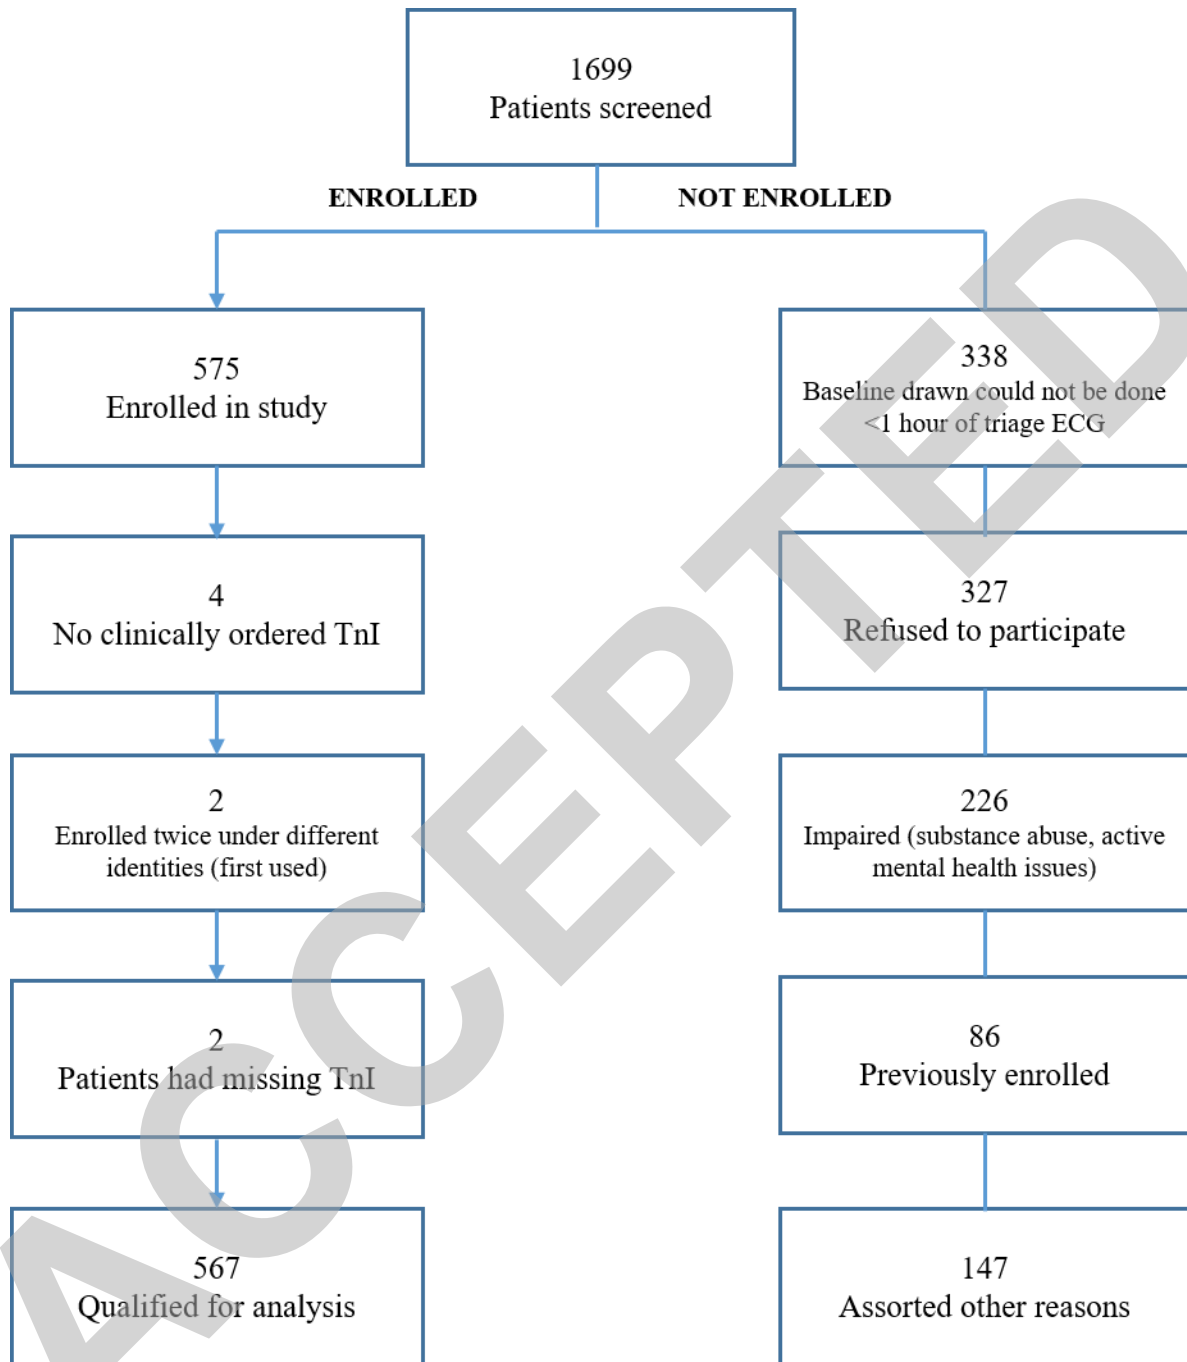 1699
Patients screened
ENROLLED
NOT ENROLLED
575
Enrolled in study
338
Baseline drawn could not be done
<1 hour of triage ECG
4
No clinically ordered TnI
327
Refused to participate
2
Enrolled twice under different
identities (first used)
226
Impaired (substance abuse, active
mental health issues)
2
Patients had missing TnI
86
Previously enrolled
567
Qualified for analysis
147
Assorted other reasons
ACCEPTED